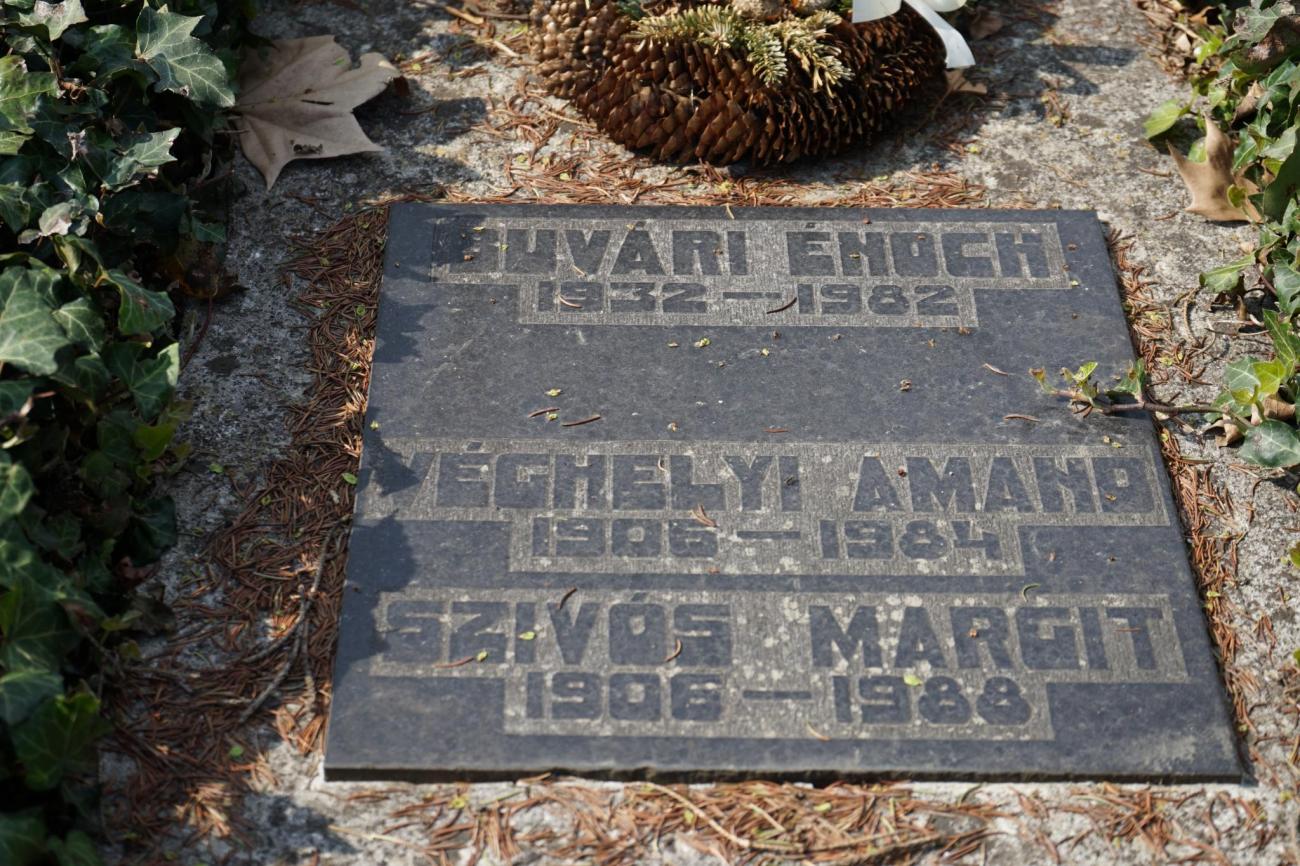 BUVÁRI ÉNOCH
1932 – 1982
VÉGHELYI AMAND
1906 – 1984
SZIVÓS MARGIT
1906 – 1988